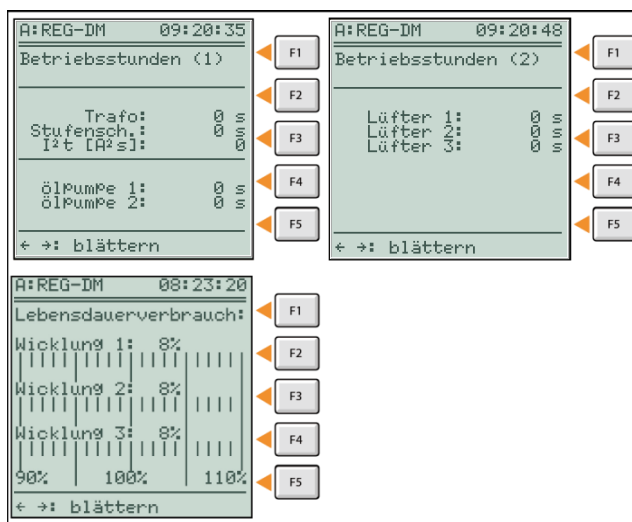 A:REG-DM 09:20:35
Betriebsstunden (1)
Trafo: 0 s
Stufensch.: 0 s
I²t [A²s]: 0
ölpumpe 1: 0 s
ölpumpe 2: 0 s
← →: blättern
F1
F2
F3
F4
F5
A:REG-DM 09:20:48
Betriebsstunden (2)
Lüfter 1: 0 s
Lüfter 2: 0 s
Lüfter 3: 0 s
← →: blättern
F1
F2
F3
F4
F5
A:REG-DM 08:23:20
Lebensdauerverbrauch:
Wicklung 1: 8%
Wicklung 2: 8%
Wicklung 3: 8%
90% 100% 110%
← →: blättern
F1
F2
F3
F4
F5